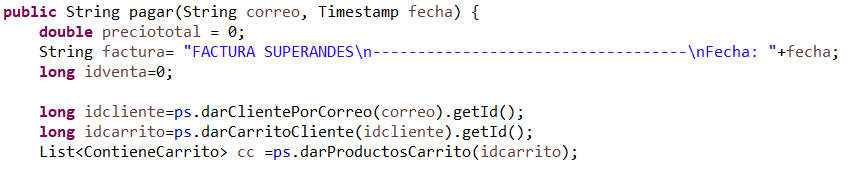 public String pagar(String correo, Timestamp fecha) {
    double preciototal = 0;
    String factura= "FACTURA SUPERANDES\n-----------------------------------\nFecha: "+fecha;
    long idventa=0;

    long idcliente=ps.darClientePorCorreo(correo).getId();
    long idcarrito=ps.darCarritoCliente(idcliente).getId();
    List<ContieneCarrito> cc =ps.darProductosCarrito(idcarrito);